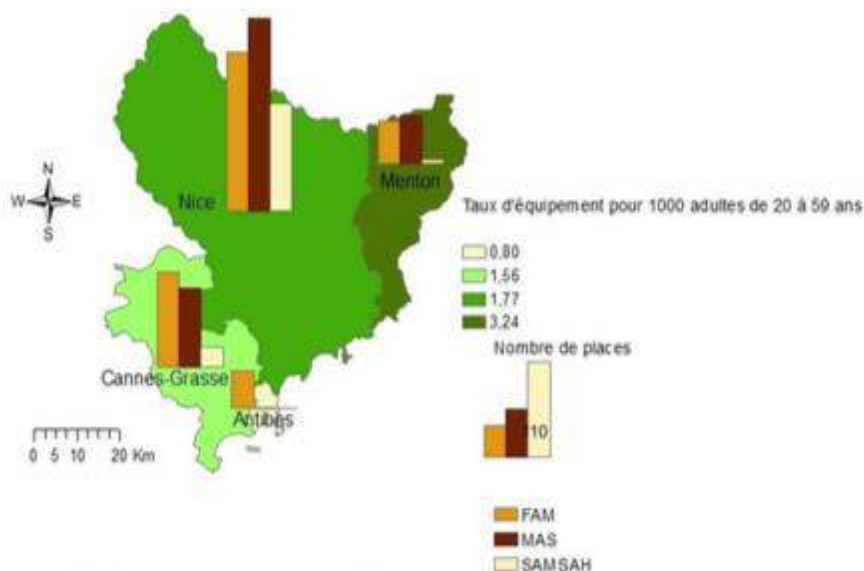 N
W E
S
Nice
Menton
Cannes-Grasse
Antibes
0 5 10 20 Km
Taux d'équipement pour 1000 adultes de 20 à 59 ans
0,80
1,56
1,77
3,24
Nombre de places
FAM
MAS
SAMSAH